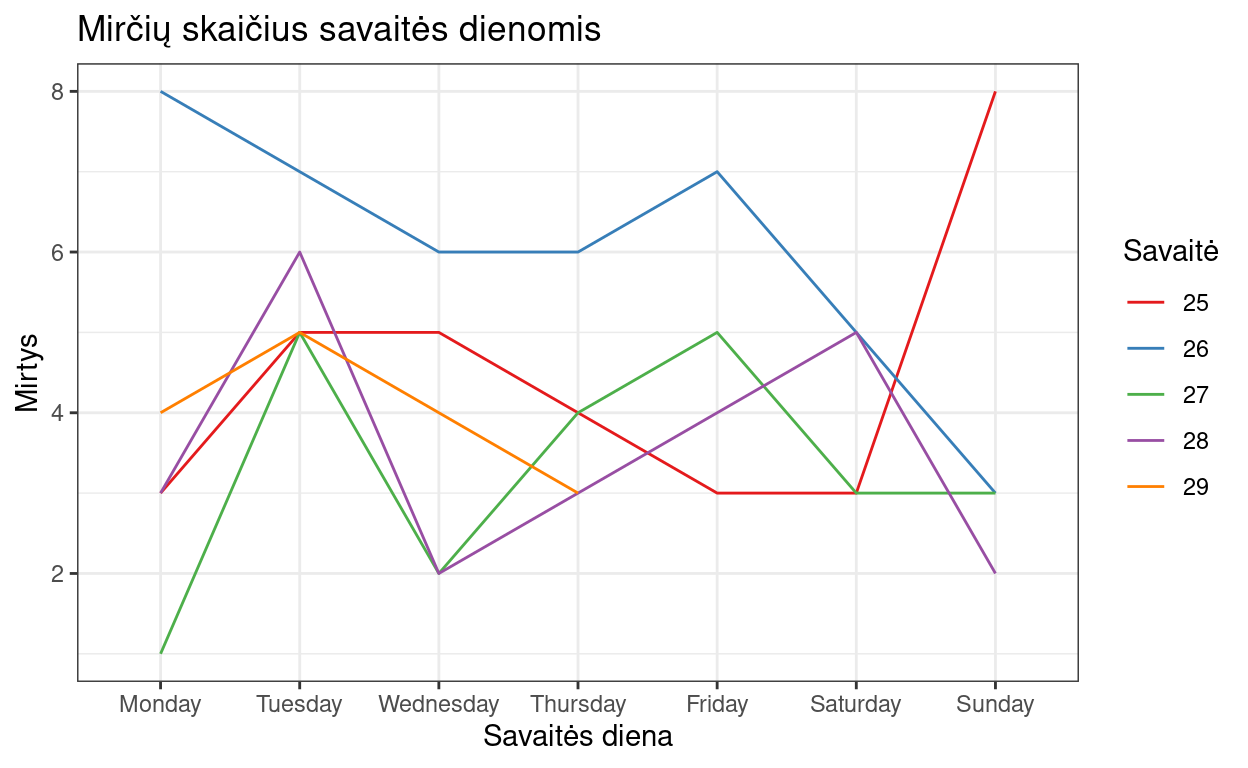 Mirčių skaičius savaitės dienomis
Mirtys
8
6
4
2
Monday Tuesday Wednesday Thursday Friday Saturday Sunday
Savaitės diena
Savaitė
25
26
27
28
29